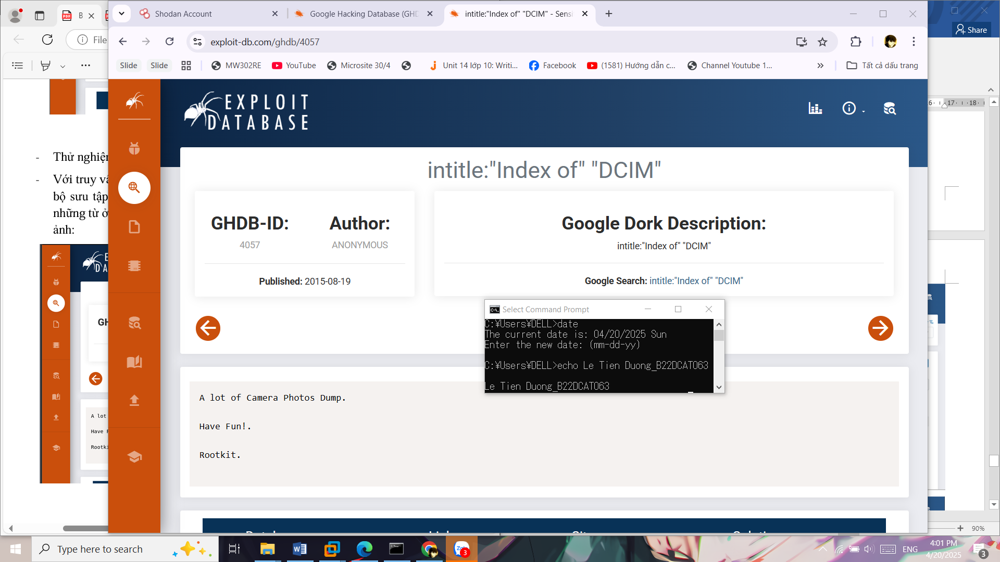 Shodan Account
Google Hacking Database (GHD
intitle:"Index of" "DCIM" - Sensi
exploit-db.com/ghdb/4057
File
Share
Slide
Slide
MW302RE
YouTube
Microsite 30/4
Unit 14 lớp 10: Writi...
Facebook
(1581) Hướng dẫn c...
Channel Youtube 1...
»
Tất cả dấu trang
17
18
EXPLOIT
DATABASE
intitle:"Index of" "DCIM"
GHDB-ID:
4057
Author:
ANONYMOUS
Published: 2015-08-19
Google Dork Description:
intitle:"Index of" "DCIM"
Google Search: intitle:"Index of" "DCIM"
Select Command Prompt
C:¥Users¥DELL>date
The current date is: 04/20/2025 Sun
Enter the new date: (mm-dd-yy)
C:¥Users¥DELL>echo Le Tien Duong_B22DCAT063
Le Tien Duong_B22DCAT063
A lot of Camera Photos Dump.
Have Fun!.
Rootkit.
- Thử nghiệ
- Với truy
bộ sưu tập
những từ ở
ảnh:
A lot
Have
90%
Type here to search
ENG
4:01 PM
4/20/2025
3
3